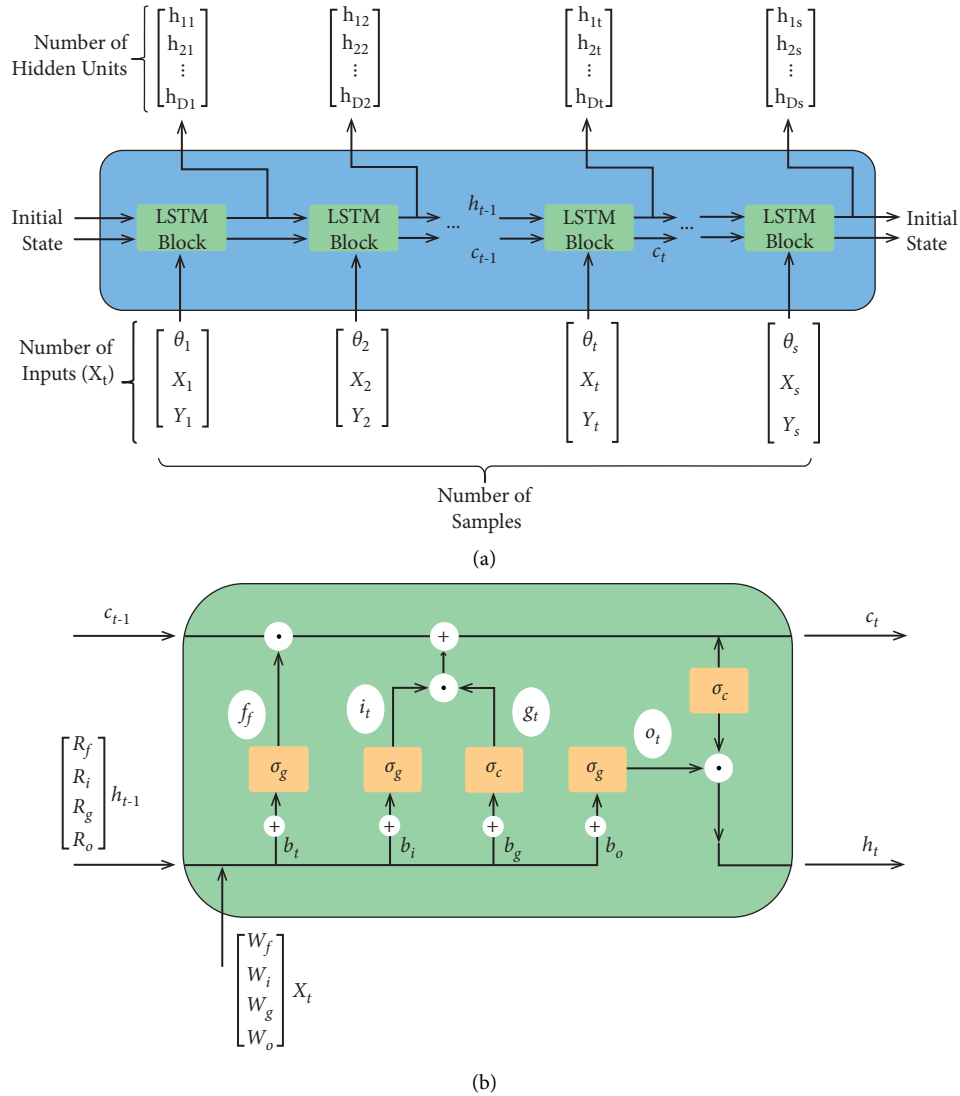 Number of
Hidden Units
h11
h21
⋮
hD1
h12
h22
⋮
hD2
h1t
h2t
⋮
hDt
h1s
h2s
⋮
hDs
Initial
State
LSTM
Block
LSTM
Block
...
ht-1
ct-1
LSTM
Block
ct
...
LSTM
Block
Initial
State
Number of
Inputs (Xt)
θ1
X1
Y1
θ2
X2
Y2
θt
Xt
Yt
θs
Xs
Ys
Number of
Samples
(a)
ct-1
ct
ff
it
gt
ot
σc
σg
σg
σc
σg
Rf
Ri
Rg
Ro
ht-1
bt
bi
bg
bo
ht
Wf
Wi
Wg
Wo
Xt
(b)